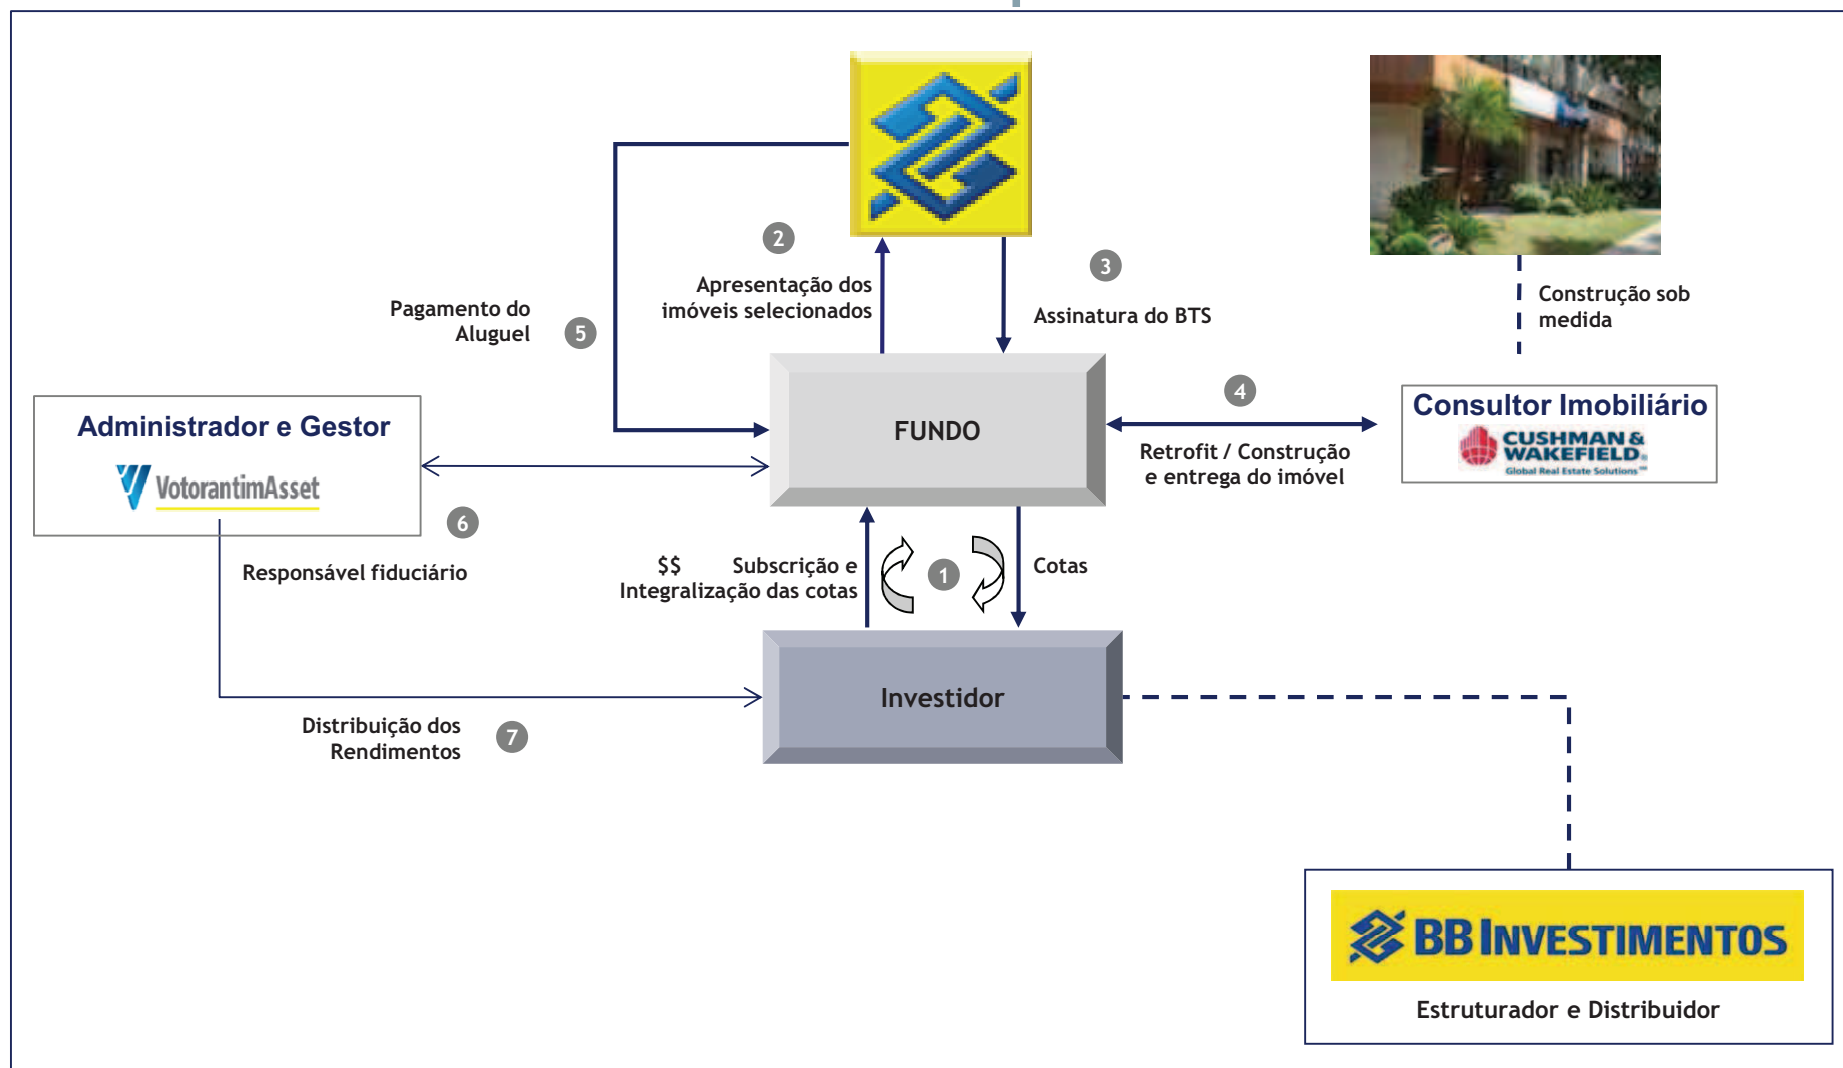 2
Apresentação dos
imóveis selecionados
3
Assinatura do BTS
Construção sob
medida
Pagamento do
Aluguel
5
Administrador e Gestor
VotorantimAsset
FUNDO
4
Retrofit / Construção
e entrega do imóvel
Consultor Imobiliário
CUSHMAN &
WAKEFIELD®
Global Real Estate Solutions℠
6
Responsável fiduciário
$$ Subscrição e
Integralização das cotas
1
Cotas
Investidor
Distribuição dos
Rendimentos
7
BB INVESTIMENTOS
Estruturador e Distribuidor